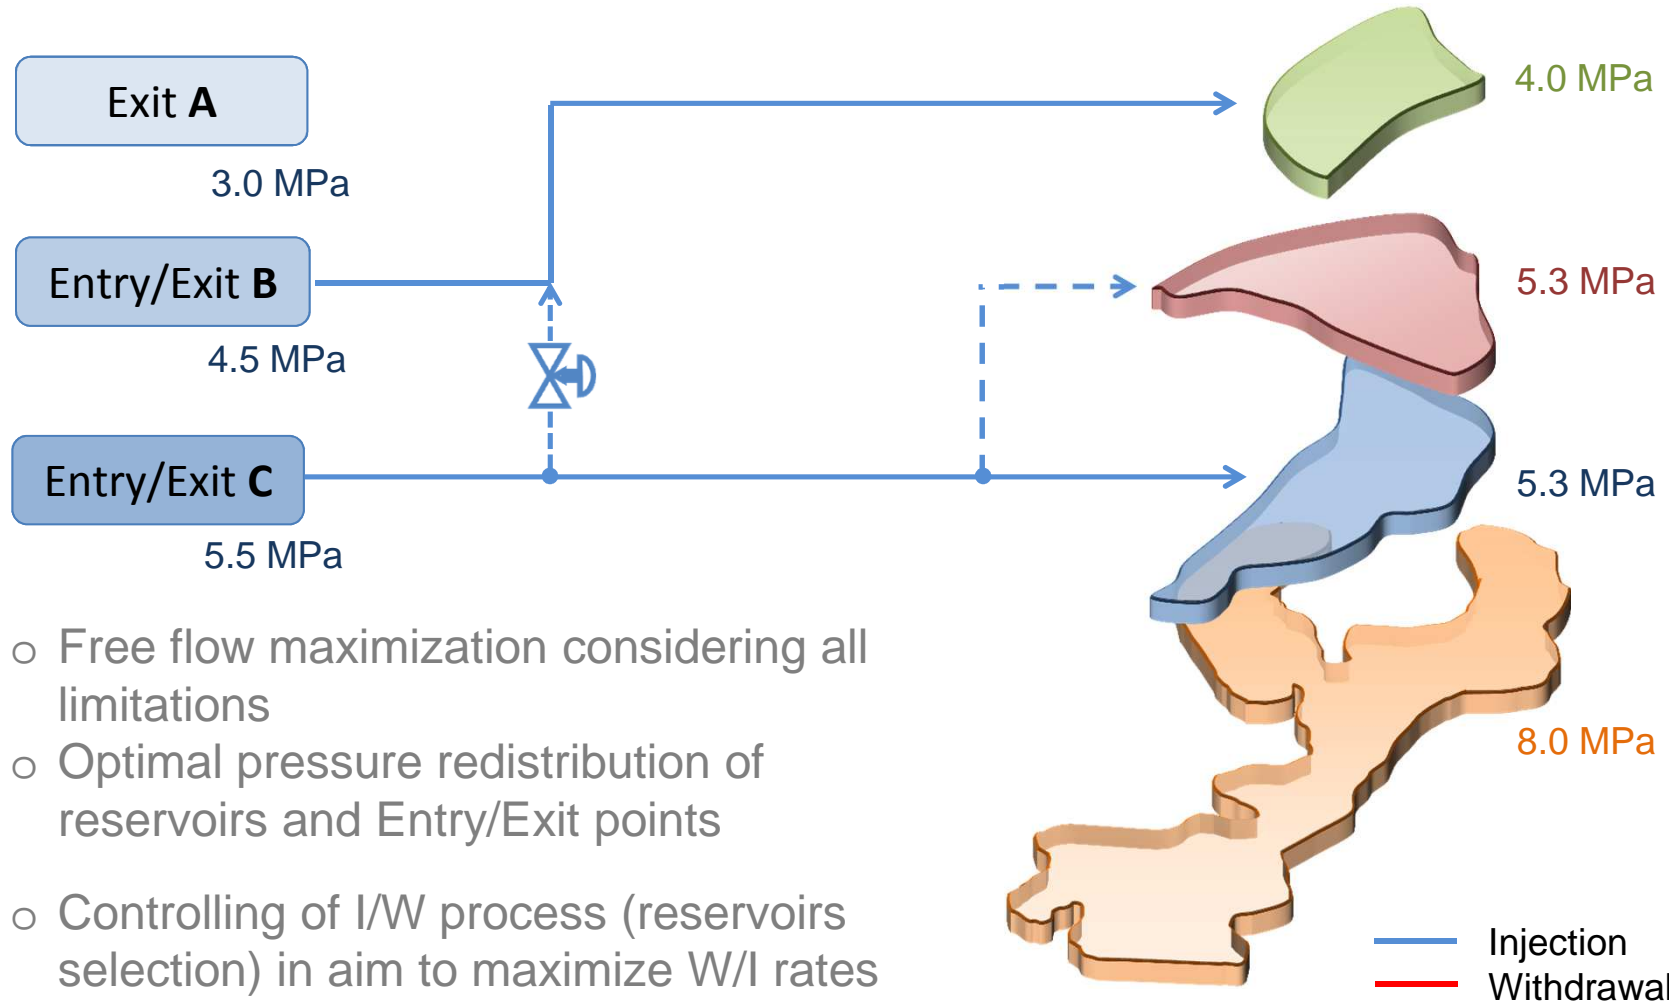 Exit A
3.0 MPa
Entry/Exit B
4.5 MPa
Entry/Exit C
5.5 MPa
4.0 MPa
5.3 MPa
5.3 MPa
8.0 MPa
o Free flow maximization considering all
limitations
o Optimal pressure redistribution of
reservoirs and Entry/Exit points
o Controlling of I/W process (reservoirs
selection) in aim to maximize W/I rates
Injection
Withdrawal